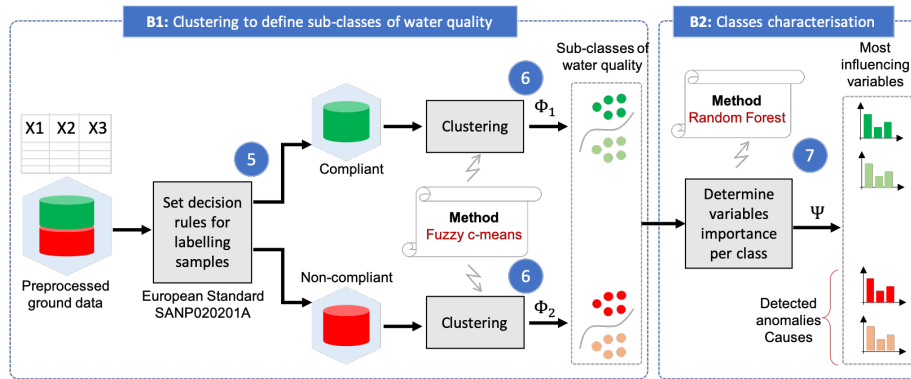 B1: Clustering to define sub-classes of water quality
B2: Classes characterisation
X1 X2 X3
Preprocessed
ground data
5
Set decision
rules for
labelling
samples
European Standard
SANP020201A
Compliant
Non-compliant
6
Clustering
Φ1
Method
Fuzzy c-means
6
Clustering
Φ2
Sub-classes of
water quality
Method
Random Forest
7
Determine
variables
importance
per class
Ψ
Most
influencing
variables
Detected
anomalies
Causes